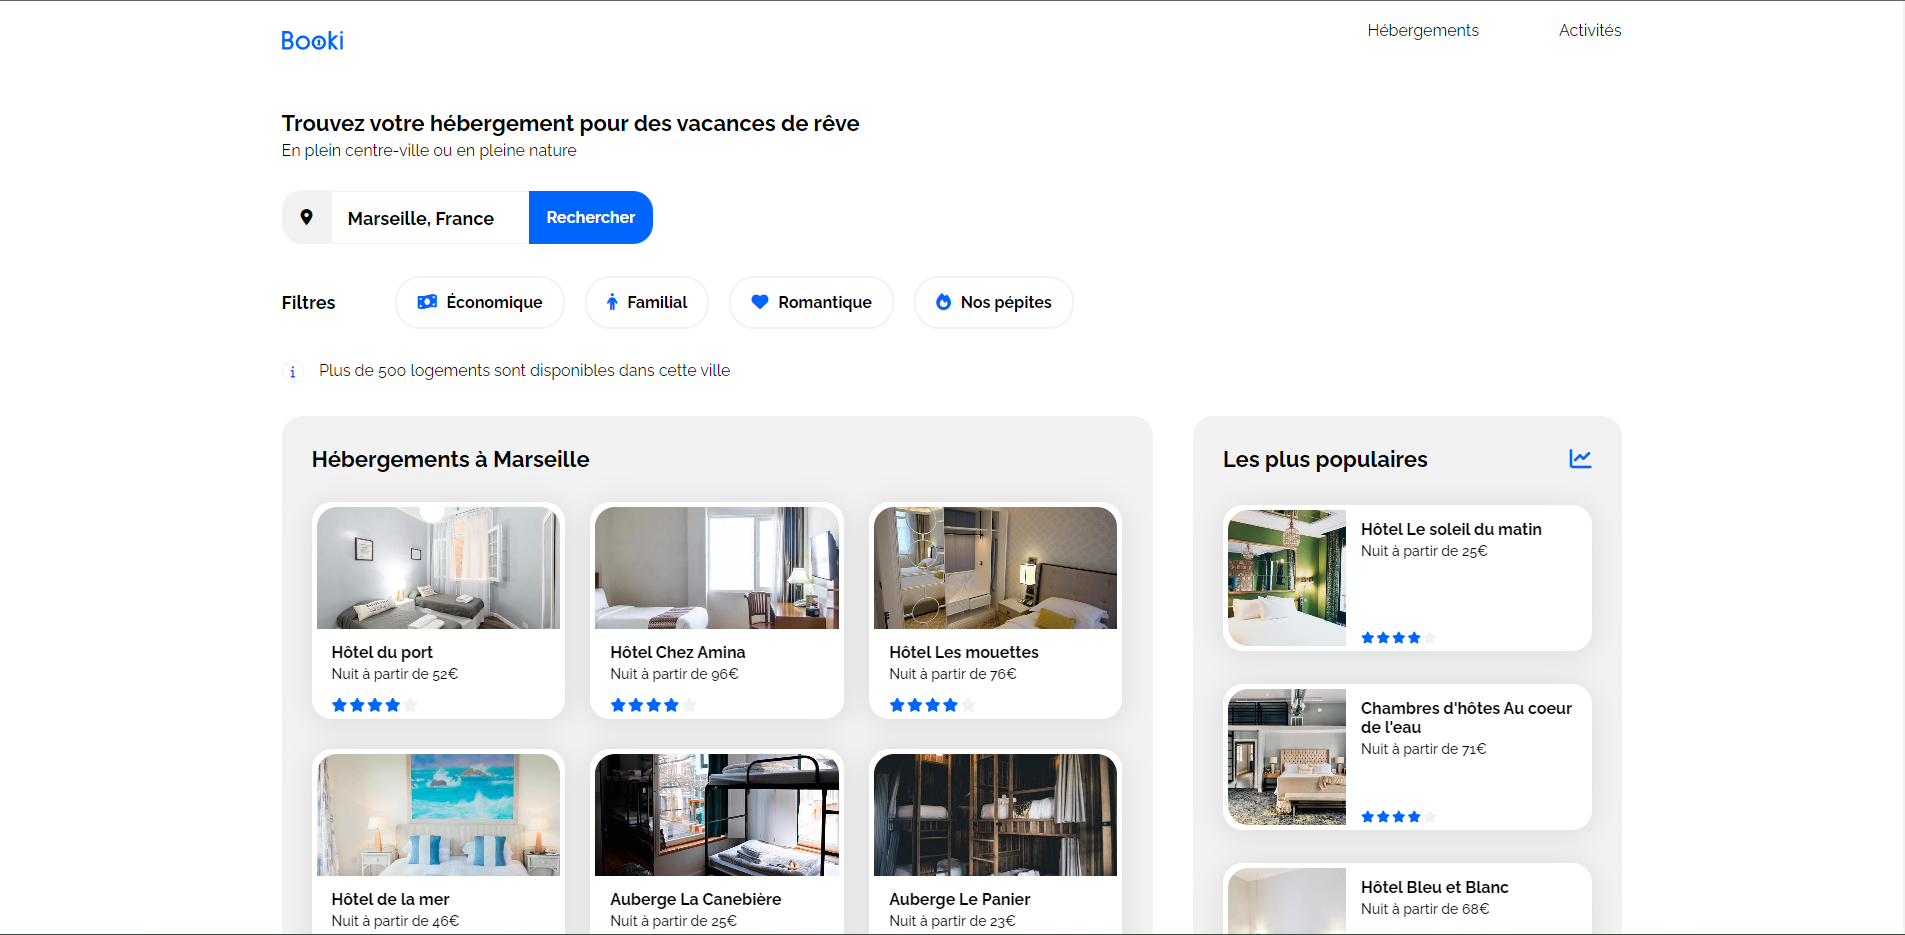 Booki
Hébergements
Activités
Trouvez votre hébergement pour des vacances de rêve
En plein centre-ville ou en pleine nature
Marseille, France
Rechercher
Filtres
Économique
Familial
Romantique
Nos pépites
Plus de 500 logements sont disponibles dans cette ville
Hébergements à Marseille
Hôtel du port
Nuit à partir de 52€
Hôtel Chez Amina
Nuit à partir de 96€
Hôtel Les mouettes
Nuit à partir de 76€
Hôtel de la mer
Nuit à partir de 46€
Auberge La Canebière
Nuit à partir de 25€
Auberge Le Panier
Nuit à partir de 23€
Les plus populaires
Hôtel Le soleil du matin
Nuit à partir de 25€
Chambres d'hôtes Au coeur
de l'eau
Nuit à partir de 71€
Hôtel Bleu et Blanc
Nuit à partir de 68€